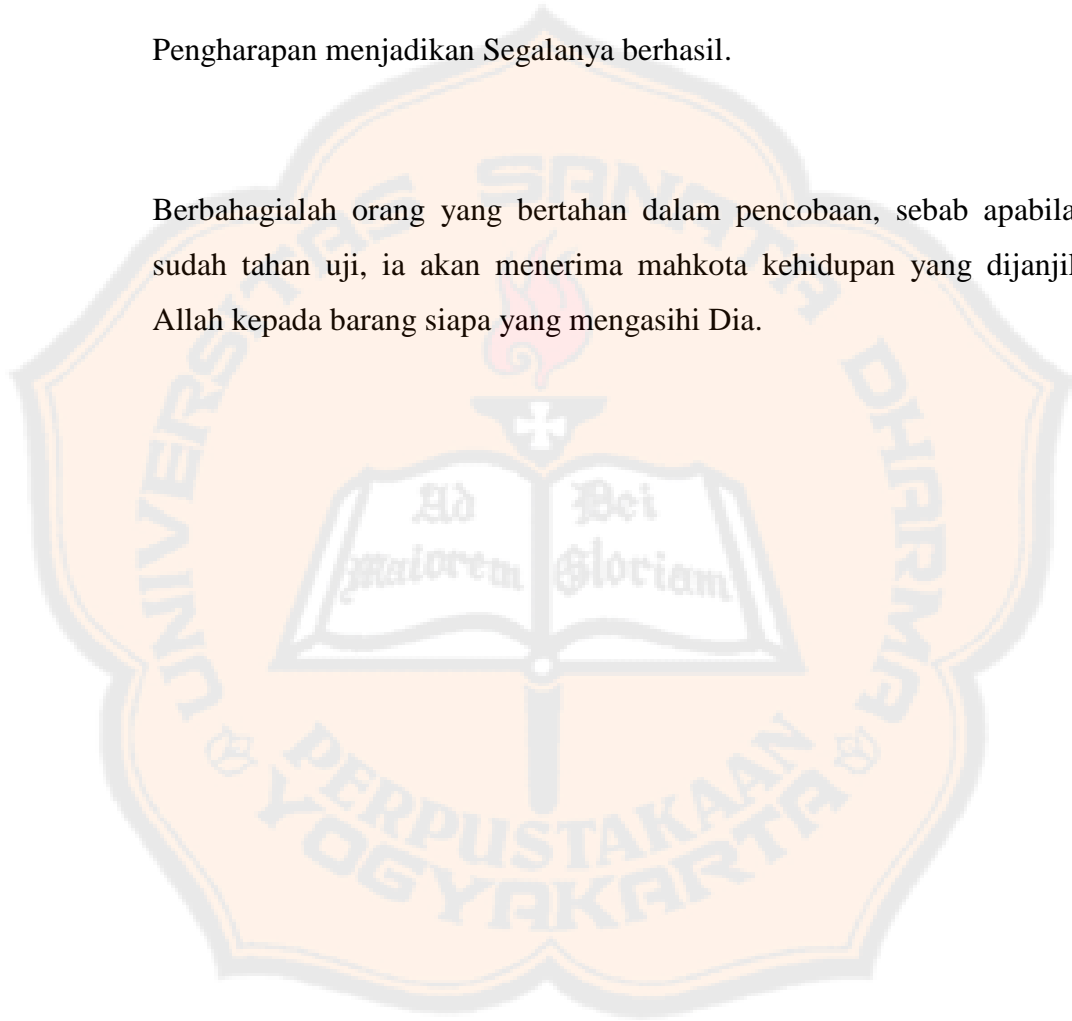 Pengharapan menjadikan Segalanya berhasil.
Berbahagialah orang yang bertahan dalam pencobaan, sebab apabila
sudah tahan uji, ia akan menerima mahkota kehidupan yang
Allah kepada barang siapa yang mengasihi Dia.
UNIVERSITAS SANATA DHARMA
Ad Dei
Maiorem Gloriam
PERPUSTAKAAN
YOGYAKARTA